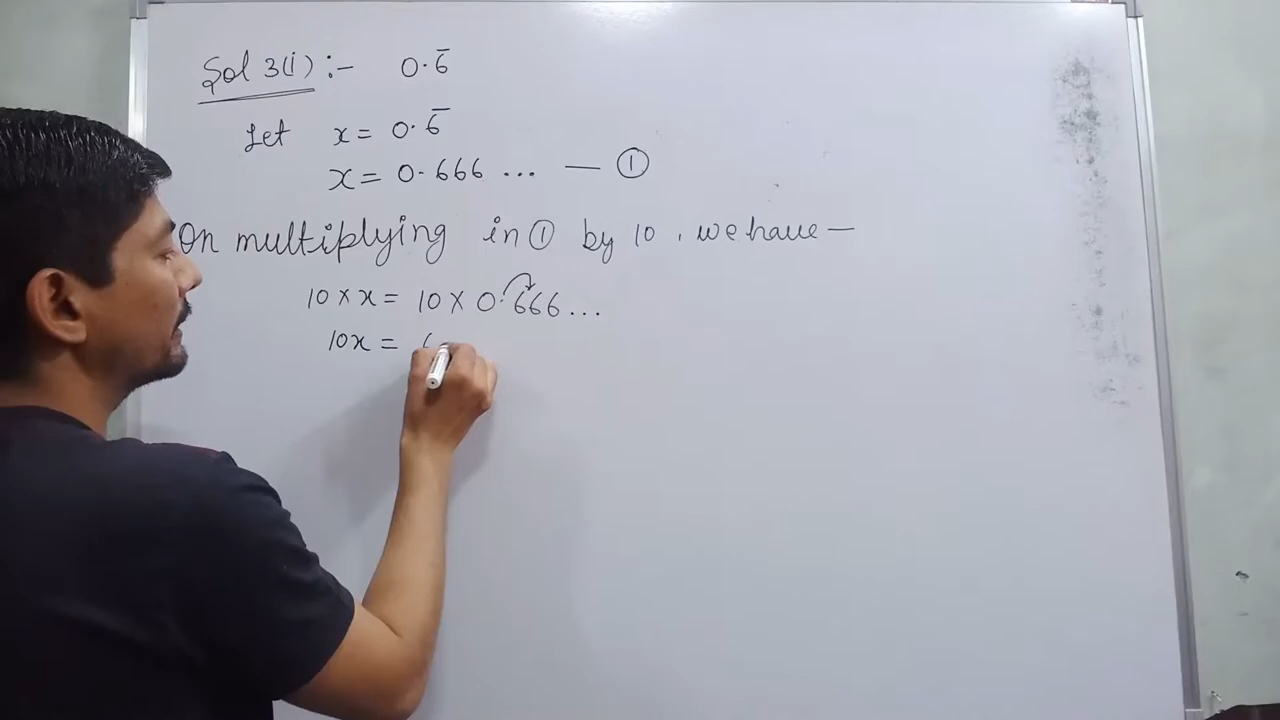 Sol 3(i) :- 0.6̅
Let x = 0.6̅
x = 0.666 ... — ①
On multiplying in ① by 10, we have —
10 × x = 10 × 0.666...
10x = 6